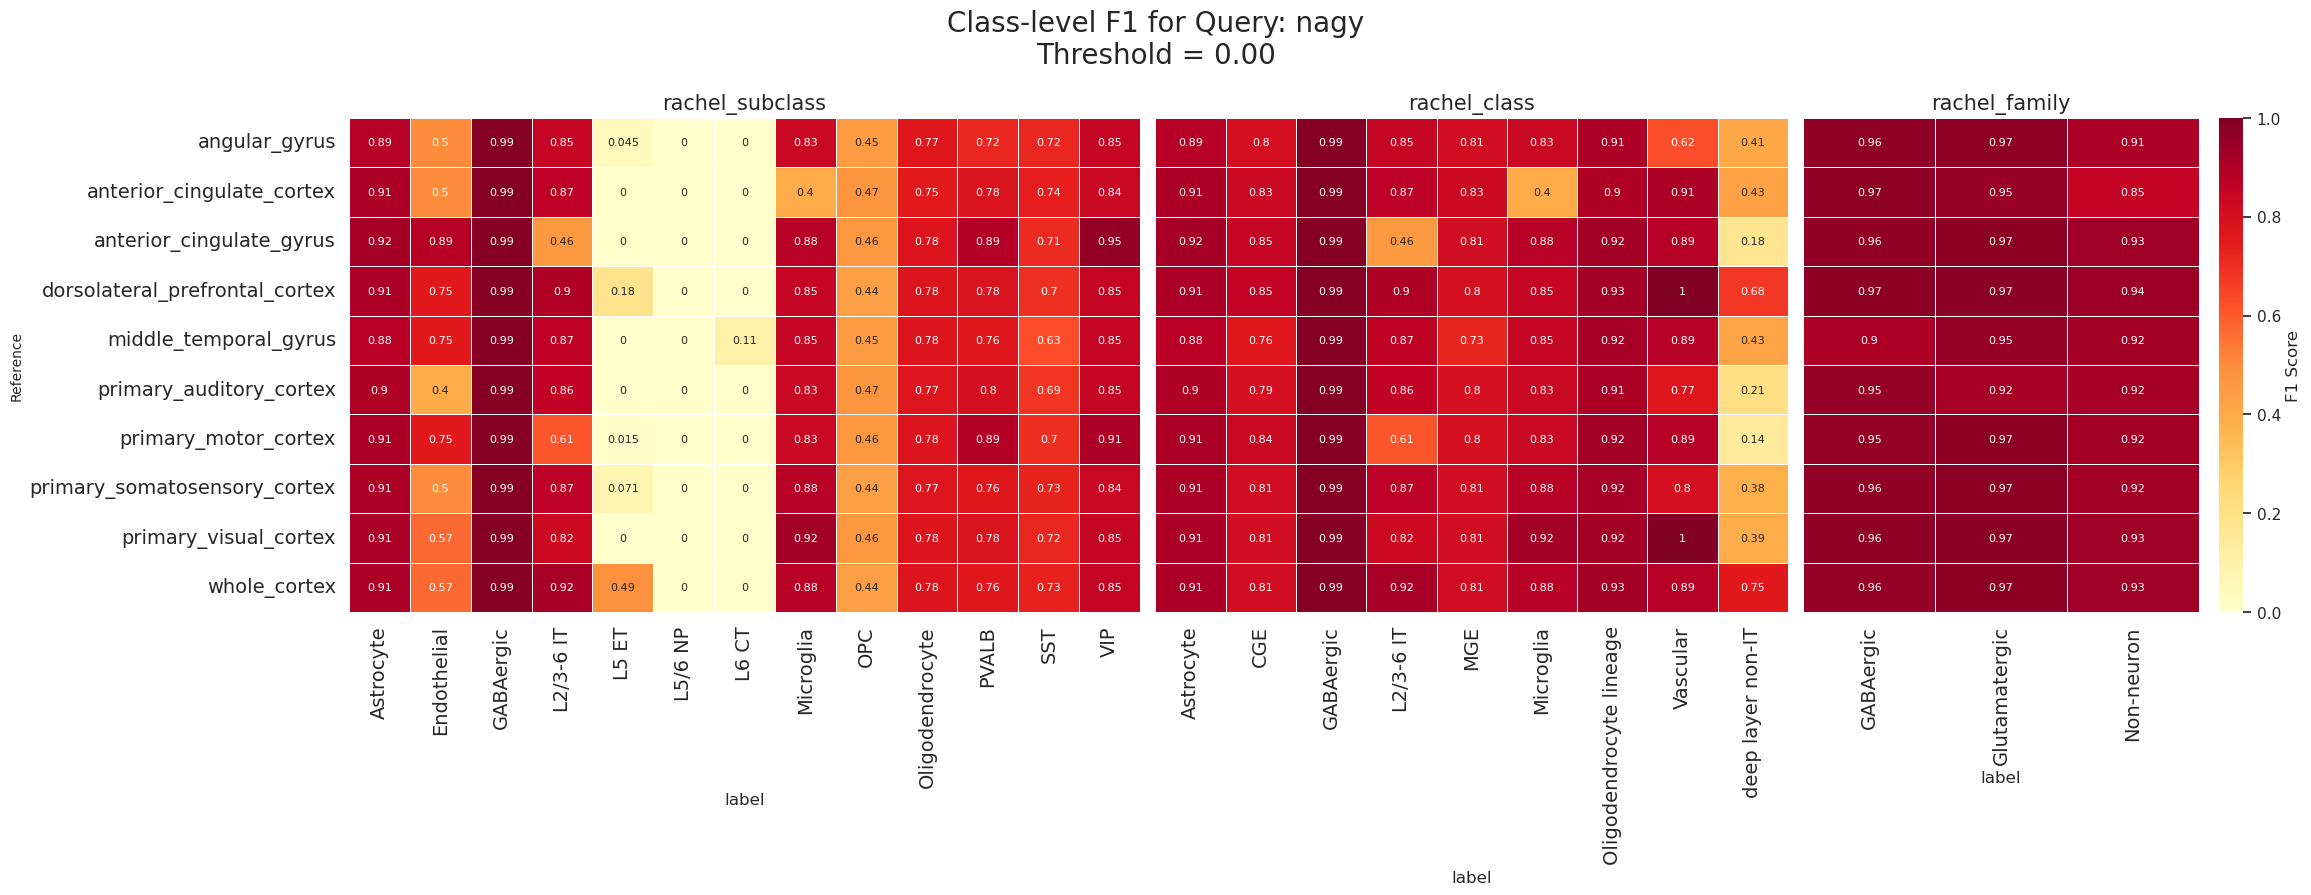 Class-level F1 for Query: nagy
Threshold = 0.00
rachel_subclass rachel_class rachel_family
angular_gyrus 0.89 0.5 0.99 0.85 0.045 0 0 0.83 0.45 0.77 0.72 0.72 0.85 0.89 0.8 0.99 0.85 0.81 0.83 0.91 0.62 0.41 0.96 0.97 0.91 1.0
anterior_cingulate_cortex 0.91 0.5 0.99 0.87 0 0 0 0.4 0.47 0.75 0.78 0.74 0.84 0.91 0.83 0.99 0.87 0.83 0.4 0.9 0.91 0.43 0.97 0.95 0.85
anterior_cingulate_gyrus 0.92 0.89 0.99 0.46 0 0 0 0.88 0.46 0.78 0.89 0.71 0.95 0.92 0.85 0.99 0.46 0.81 0.88 0.92 0.89 0.18 0.96 0.97 0.93 0.8
dorsolateral_prefrontal_cortex 0.91 0.75 0.99 0.9 0.18 0 0 0.85 0.44 0.78 0.78 0.7 0.85 0.91 0.85 0.99 0.9 0.8 0.85 0.93 1 0.68 0.97 0.97 0.94
middle_temporal_gyrus 0.88 0.75 0.99 0.87 0 0 0.11 0.85 0.45 0.78 0.76 0.63 0.85 0.88 0.76 0.99 0.87 0.73 0.85 0.92 0.89 0.43 0.9 0.95 0.92 0.6
primary_auditory_cortex 0.9 0.4 0.99 0.86 0 0 0 0.83 0.47 0.77 0.8 0.69 0.85 0.9 0.79 0.99 0.86 0.8 0.83 0.91 0.77 0.21 0.95 0.92 0.92
primary_motor_cortex 0.91 0.75 0.99 0.61 0.015 0 0 0.83 0.46 0.78 0.89 0.7 0.91 0.91 0.84 0.99 0.61 0.8 0.83 0.92 0.89 0.14 0.95 0.97 0.92 0.4
primary_somatosensory_cortex 0.91 0.5 0.99 0.87 0.071 0 0 0.88 0.44 0.77 0.76 0.73 0.84 0.91 0.81 0.99 0.87 0.81 0.88 0.92 0.8 0.38 0.96 0.97 0.92
primary_visual_cortex 0.91 0.57 0.99 0.82 0 0 0 0.92 0.46 0.78 0.78 0.72 0.85 0.91 0.81 0.99 0.82 0.81 0.92 0.92 1 0.39 0.96 0.97 0.93 0.2
whole_cortex 0.91 0.57 0.99 0.92 0.49 0 0 0.88 0.44 0.78 0.76 0.73 0.85 0.91 0.81 0.99 0.92 0.81 0.88 0.93 0.89 0.75 0.96 0.97 0.93 0.0
Reference
F1 Score
Astrocyte
Endothelial
GABAergic
L2/3-6 IT
L5 ET
L5/6 NP
L6 CT
Microglia
OPC
Oligodendrocyte
PVALB
SST
VIP
label
Astrocyte
CGE
GABAergic
L2/3-6 IT
MGE
Microglia
Oligodendrocyte lineage
Vascular
deep layer non-IT
label
GABAergic
Glutamatergic
Non-neuron
label